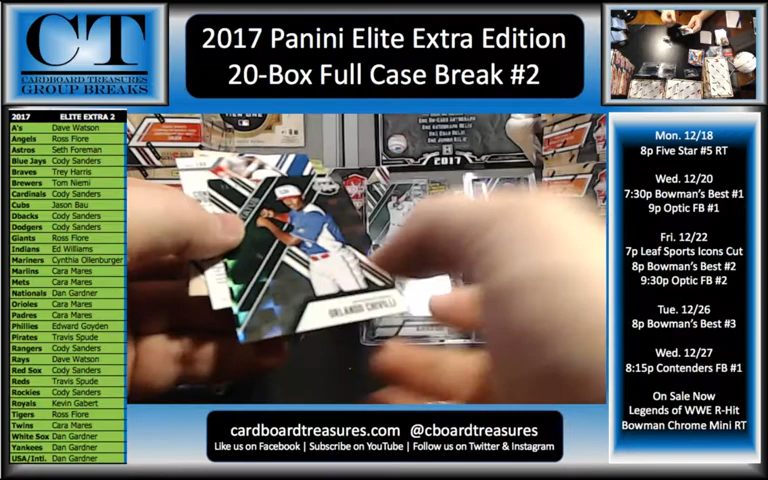 CT
CARDBOARD TREASURES
GROUP BREAKS
2017 Panini Elite Extra Edition
20-Box Full Case Break #2
2017 ELITE EXTRA 2
A's Dave Watson
Angels Ross Flore
Astros Seth Foreman
Blue Jays Cody Sanders
Braves Trey Harris
Brewers Tom Niemi
Cardinals Cody Sanders
Cubs Jason Bau
Dbacks Cody Sanders
Dodgers Cody Sanders
Giants Ross Flore
Indians Ed Williams
Mariners Cynthia Ollenburger
Marlins Cara Mares
Mets Cara Mares
Nationals Dan Gardner
Orioles Cara Mares
Padres Cara Mares
Phillies Edward Goyden
Pirates Travis Spude
Rangers Cody Sanders
Rays Dave Watson
Red Sox Cody Sanders
Reds Travis Spude
Rockies Cody Sanders
Royals Kevin Gabert
Tigers Ross Flore
Twins Cara Mares
White Sox Dan Gardner
Yankees Dan Gardner
USA/Intl. Dan Gardner
ONE AUTOGRAPH RELIC
ONE JUMBO RELIC
2017
ORLANDO CHIVILLI
Mon. 12/18
8p Five Star #5 RT
Wed. 12/20
7:30p Bowman's Best #1
9p Optic FB #1
Fri. 12/22
7p Leaf Sports Icons Cut
8p Bowman's Best #2
9:30p Optic FB #2
Tue. 12/26
8p Bowman's Best #3
Wed. 12/27
8:15p Contenders FB #1
On Sale Now
Legends of WWE R-Hit
Bowman Chrome Mini RT
cardboardtreasures.com @cboardtreasures
Like us on Facebook | Subscribe on YouTube | Follow us on Twitter & Instagram